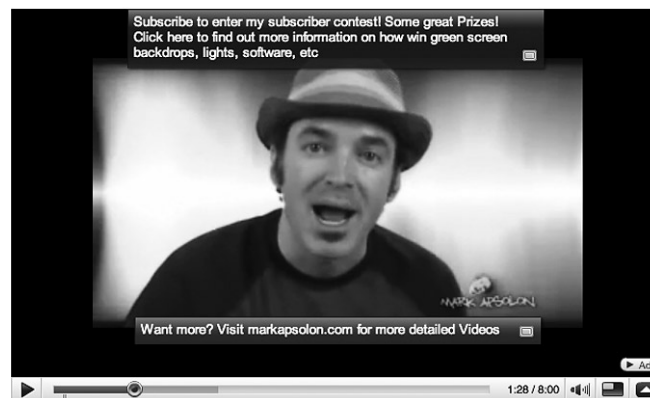 Subscribe to enter my subscriber contest! Some great Prizes!
Click here to find out more information on how win green screen
backdrops, lights, software, etc
MARK APSOLON
Want more? Visit markapsolon.com for more detailed Videos
1:28 / 8:00